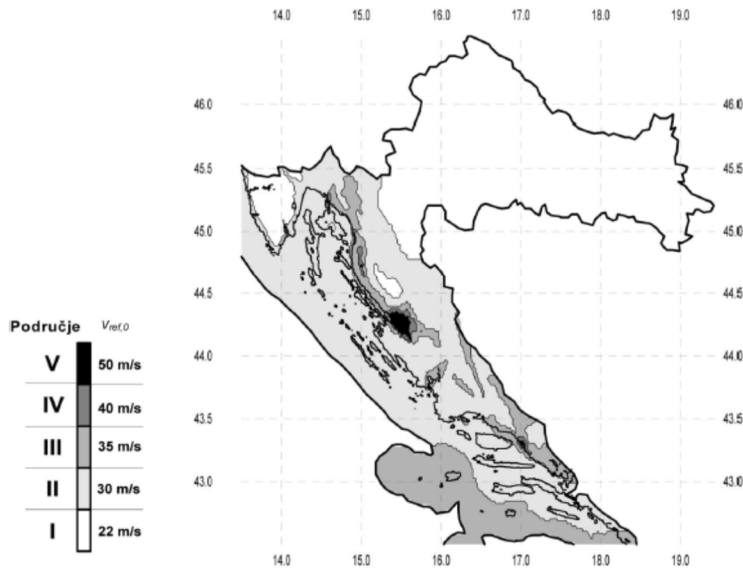 14.0 15.0 16.0 17.0 18.0 19.0
46.0 46.0
45.5 45.5
45.0 45.0
44.5 44.5
Područje Vref,0
V 50 m/s
44.0 44.0
IV 40 m/s
43.5 43.5
III 35 m/s
43.0 43.0
II 30 m/s
I 22 m/s
14.0 15.0 16.0 17.0 18.0 19.0